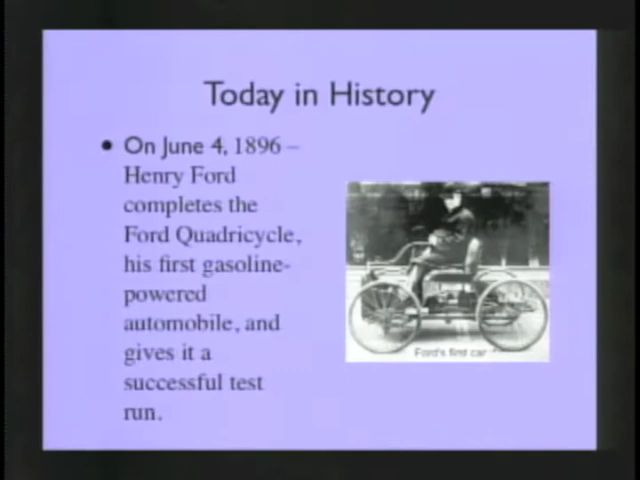 Today in History
• On June 4, 1896 –
Henry Ford
completes the
Ford Quadricycle,
his first gasoline-
powered
automobile, and
gives it a
successful test
run.
Ford's first car